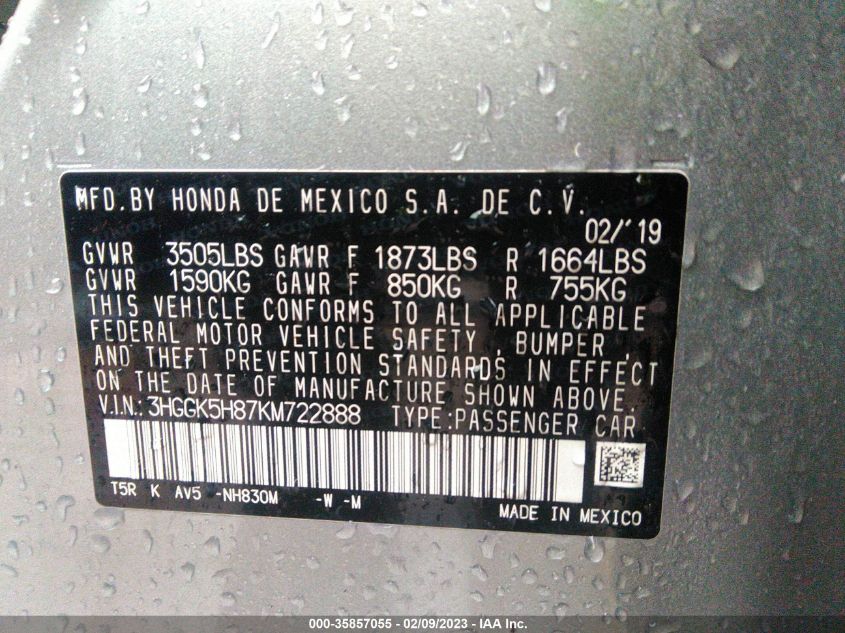 MFD.BY HONDA DE MEXICO S.A. DE C.V.
02/'19
GVWR 3505LBS GAWR F 1873LBS R 1664LBS
GVWR 1590KG GAWR F 850KG R 755KG
THIS VEHICLE CONFORMS TO ALL APPLICABLE
FEDERAL MOTOR VEHICLE SAFETY , BUMPER ,
AND THEFT PREVENTION STANDARDS IN EFFECT
ON THE DATE OF MANUFACTURE SHOWN ABOVE.
V.I.N.: 3HGGK5H87KM722888 TYPE:PASSENGER CAR
T5R K AV5 -NH830M -W -M
MADE IN MEXICO
000-35857055 - 02/09/2023 - IAA Inc.